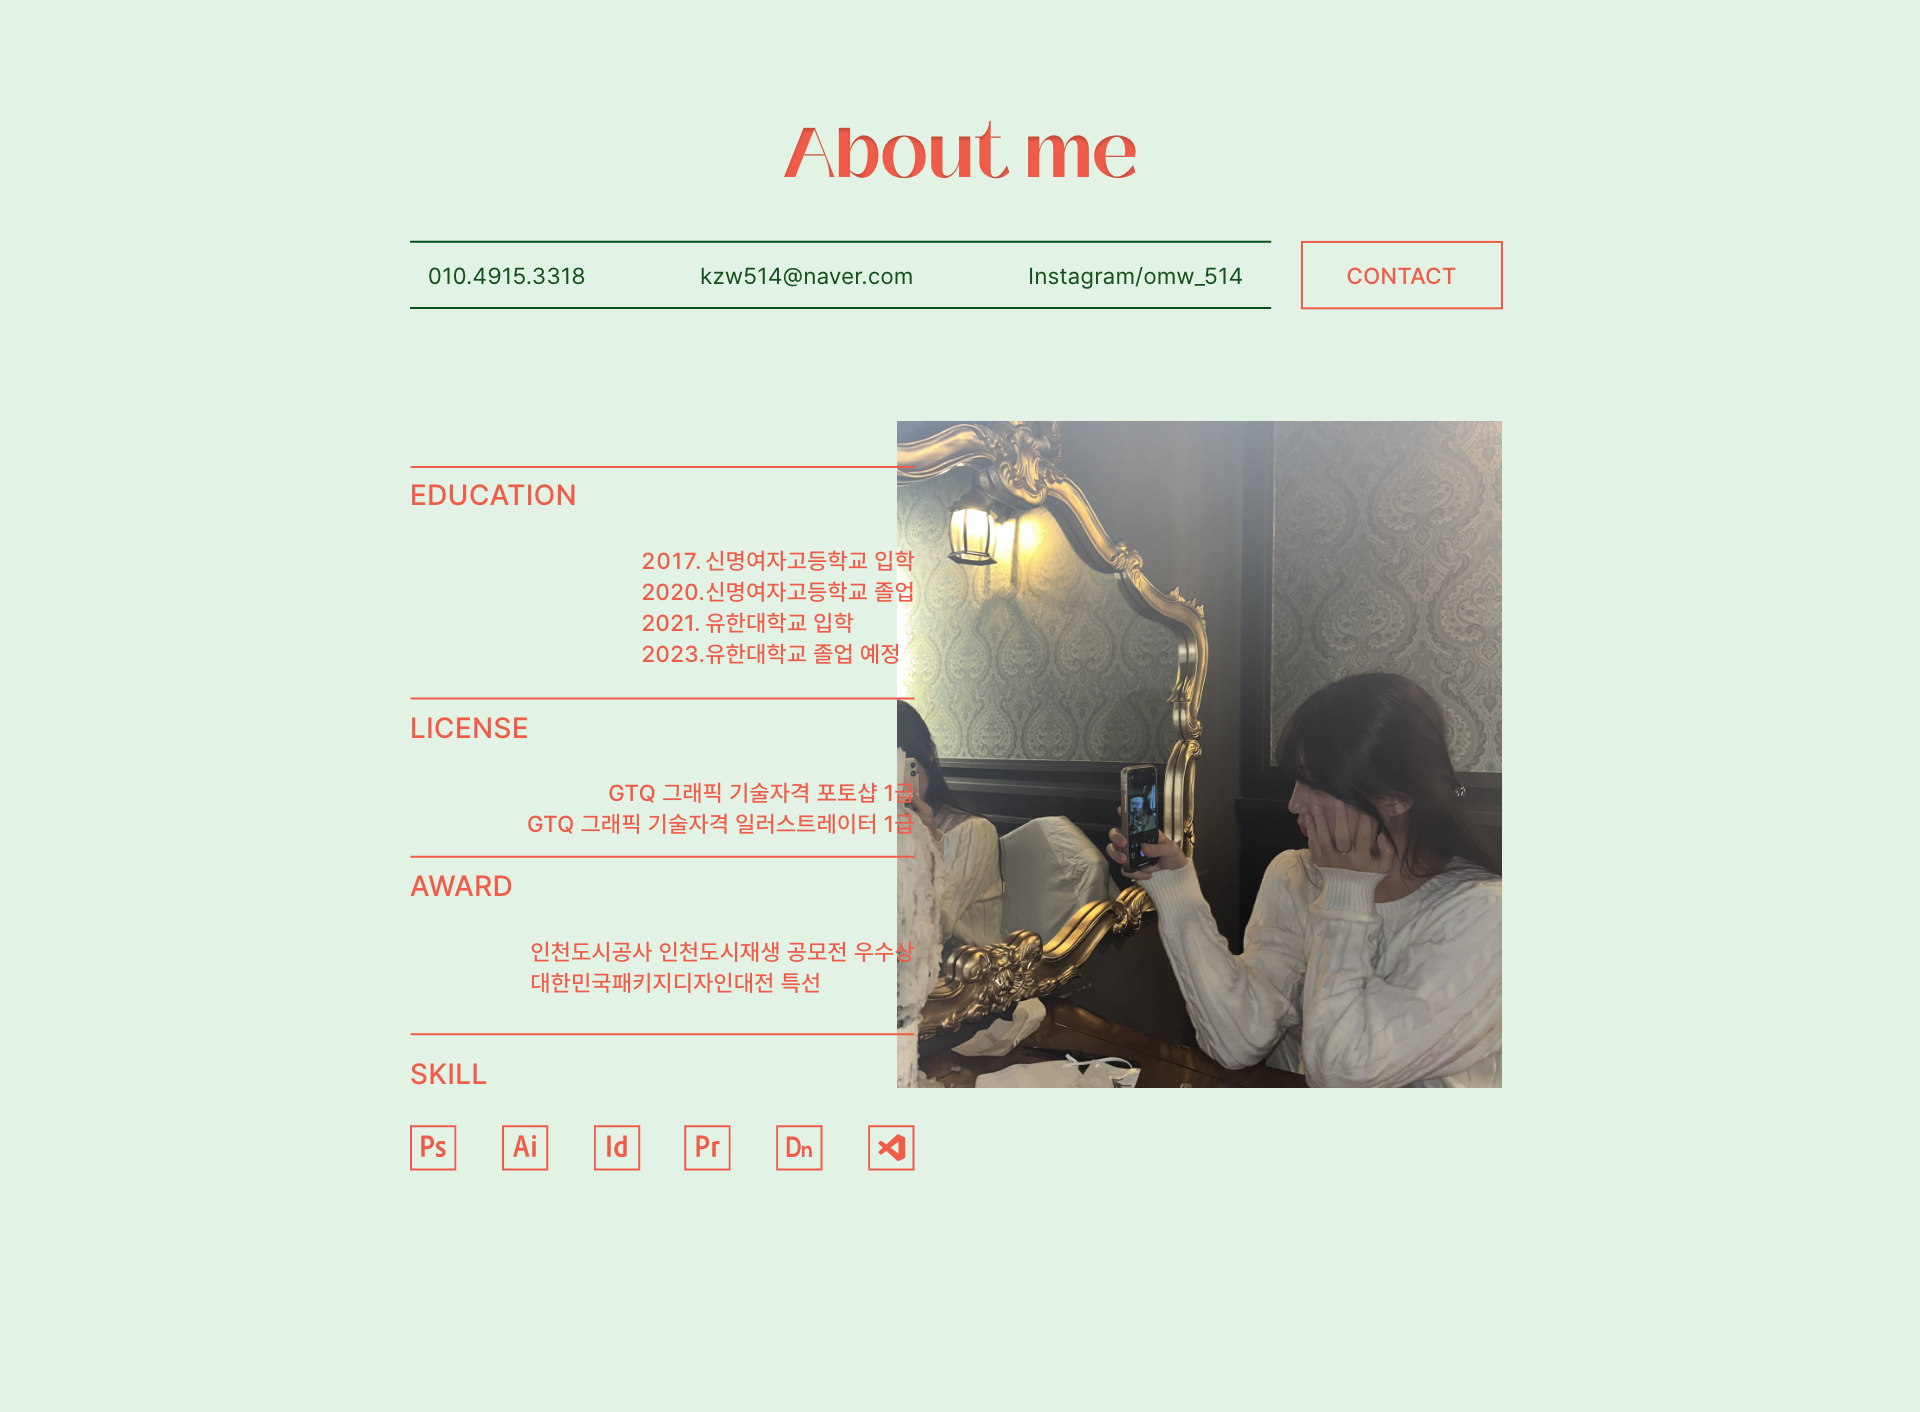 About me
010.4915.3318 kzw514@naver.com Instagram/omw_514 CONTACT
EDUCATION
2017. 신명여자고등학교 입학
2020.신명여자고등학교 졸업
2021. 유한대학교 입학
2023.유한대학교 졸업 예정
LICENSE
GTQ 그래픽 기술자격 포토샵 1급
GTQ 그래픽 기술자격 일러스트레이터 1급
AWARD
인천도시공사 인천도시재생 공모전 우수상
대한민국패키지디자인대전 특선
SKILL
Ps Ai Id Pr Dn